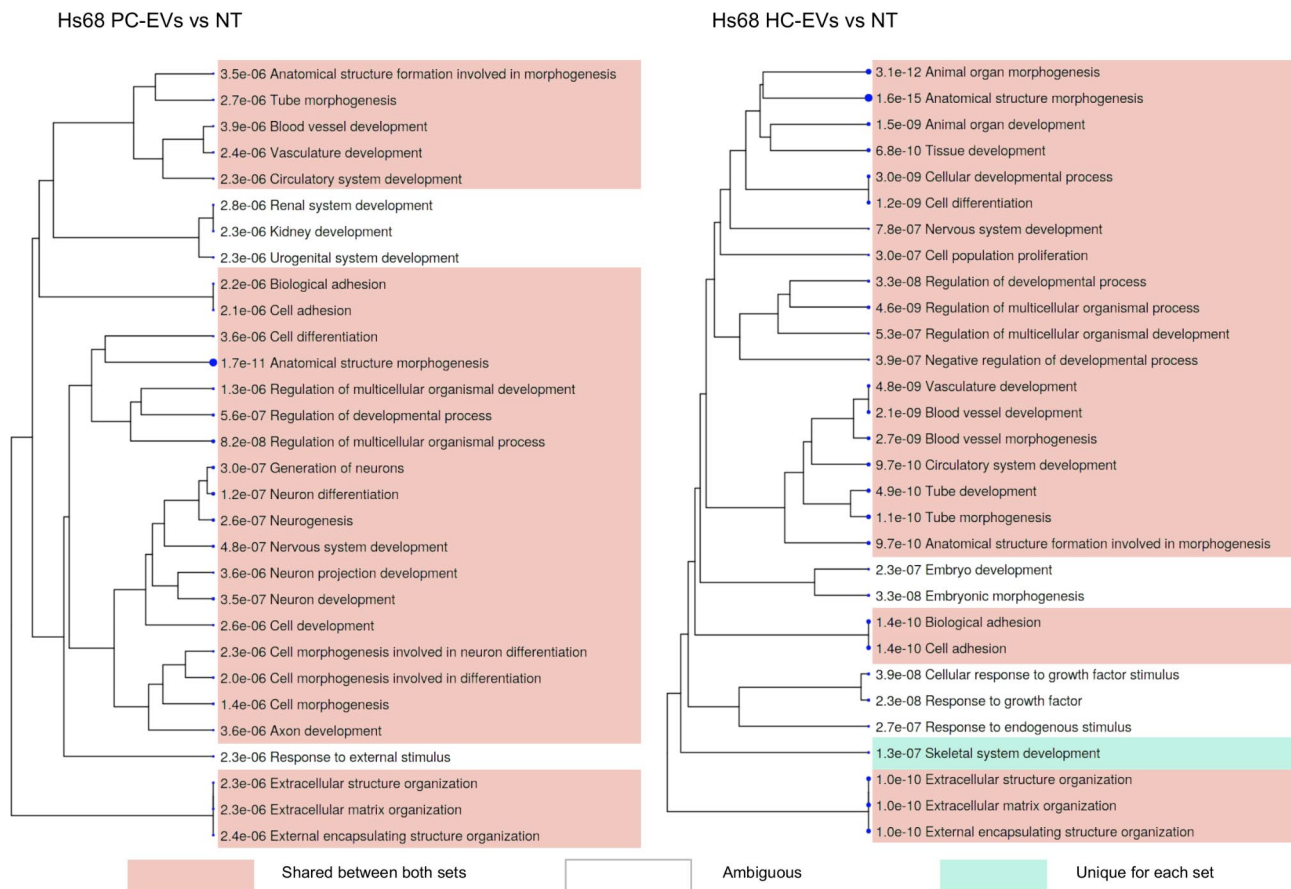 Hs68 PC-EVs vs NT
3.5e-06 Anatomical structure formation involved in morphogenesis
2.7e-06 Tube morphogenesis
3.9e-06 Blood vessel development
2.4e-06 Vasculature development
2.3e-06 Circulatory system development
2.8e-06 Renal system development
2.3e-06 Kidney development
2.3e-06 Urogenital system development
2.2e-06 Biological adhesion
2.1e-06 Cell adhesion
3.6e-06 Cell differentiation
1.7e-11 Anatomical structure morphogenesis
1.3e-06 Regulation of multicellular organismal development
5.6e-07 Regulation of developmental process
8.2e-08 Regulation of multicellular organismal process
3.0e-07 Generation of neurons
1.2e-07 Neuron differentiation
2.6e-07 Neurogenesis
4.8e-07 Nervous system development
3.6e-06 Neuron projection development
3.5e-07 Neuron development
2.6e-06 Cell development
2.3e-06 Cell morphogenesis involved in neuron differentiation
2.0e-06 Cell morphogenesis involved in differentiation
1.4e-06 Cell morphogenesis
3.6e-06 Axon development
2.3e-06 Response to external stimulus
2.3e-06 Extracellular structure organization
2.3e-06 Extracellular matrix organization
2.4e-06 External encapsulating structure organization
Hs68 HC-EVs vs NT
3.1e-12 Animal organ morphogenesis
1.6e-15 Anatomical structure morphogenesis
1.5e-09 Animal organ development
6.8e-10 Tissue development
3.0e-09 Cellular developmental process
1.2e-09 Cell differentiation
7.8e-07 Nervous system development
3.0e-07 Cell population proliferation
3.3e-08 Regulation of developmental process
4.6e-09 Regulation of multicellular organismal process
5.3e-07 Regulation of multicellular organismal development
3.9e-07 Negative regulation of developmental process
4.8e-09 Vasculature development
2.1e-09 Blood vessel development
2.7e-09 Blood vessel morphogenesis
9.7e-10 Circulatory system development
4.9e-10 Tube development
1.1e-10 Tube morphogenesis
9.7e-10 Anatomical structure formation involved in morphogenesis
2.3e-07 Embryo development
3.3e-08 Embryonic morphogenesis
1.4e-10 Biological adhesion
1.4e-10 Cell adhesion
3.9e-08 Cellular response to growth factor stimulus
2.3e-08 Response to growth factor
2.7e-07 Response to endogenous stimulus
1.3e-07 Skeletal system development
1.0e-10 Extracellular structure organization
1.0e-10 Extracellular matrix organization
1.0e-10 External encapsulating structure organization
Shared between both sets
Ambiguous
Unique for each set